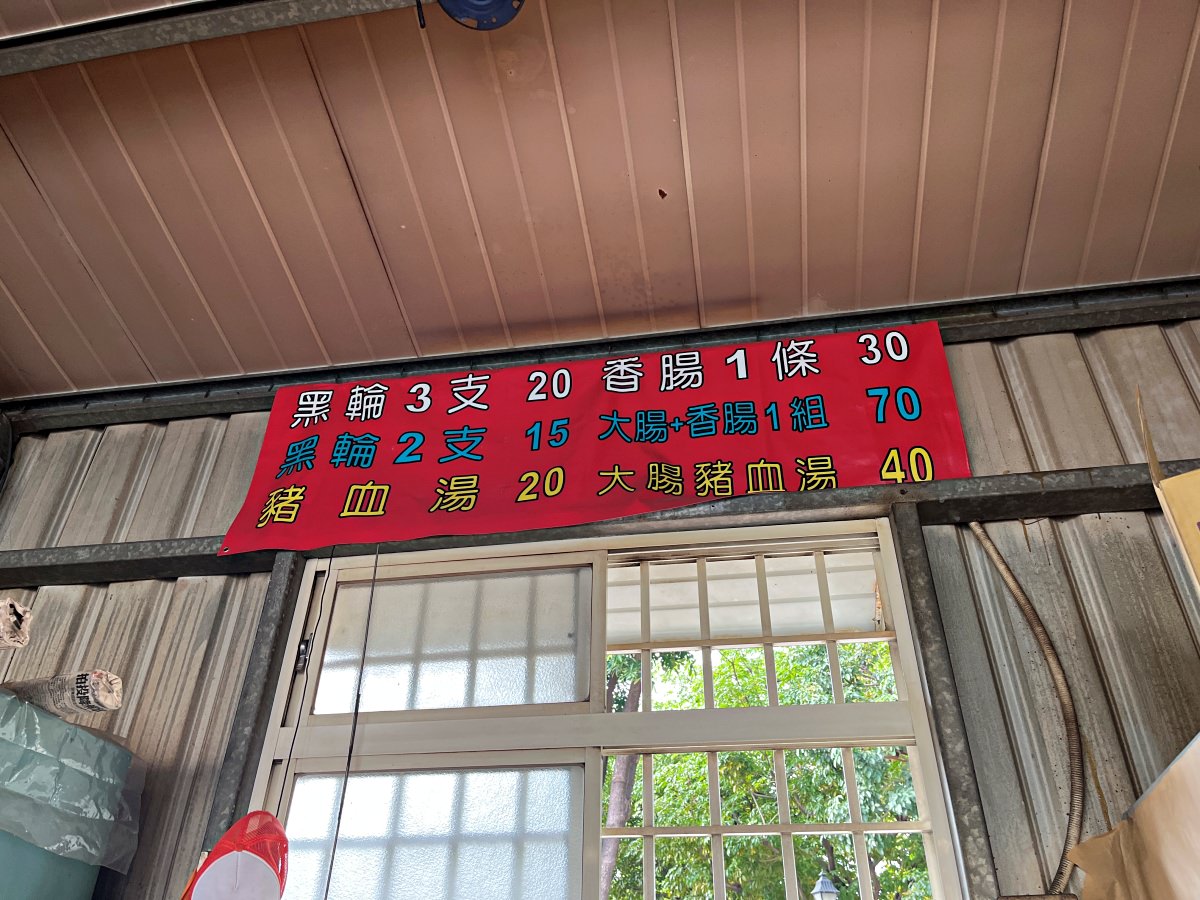 黑輪3支 20 香腸1條 30
黑輪2支 15 大腸+香腸1組 70
豬血湯 20 大腸豬血湯 40